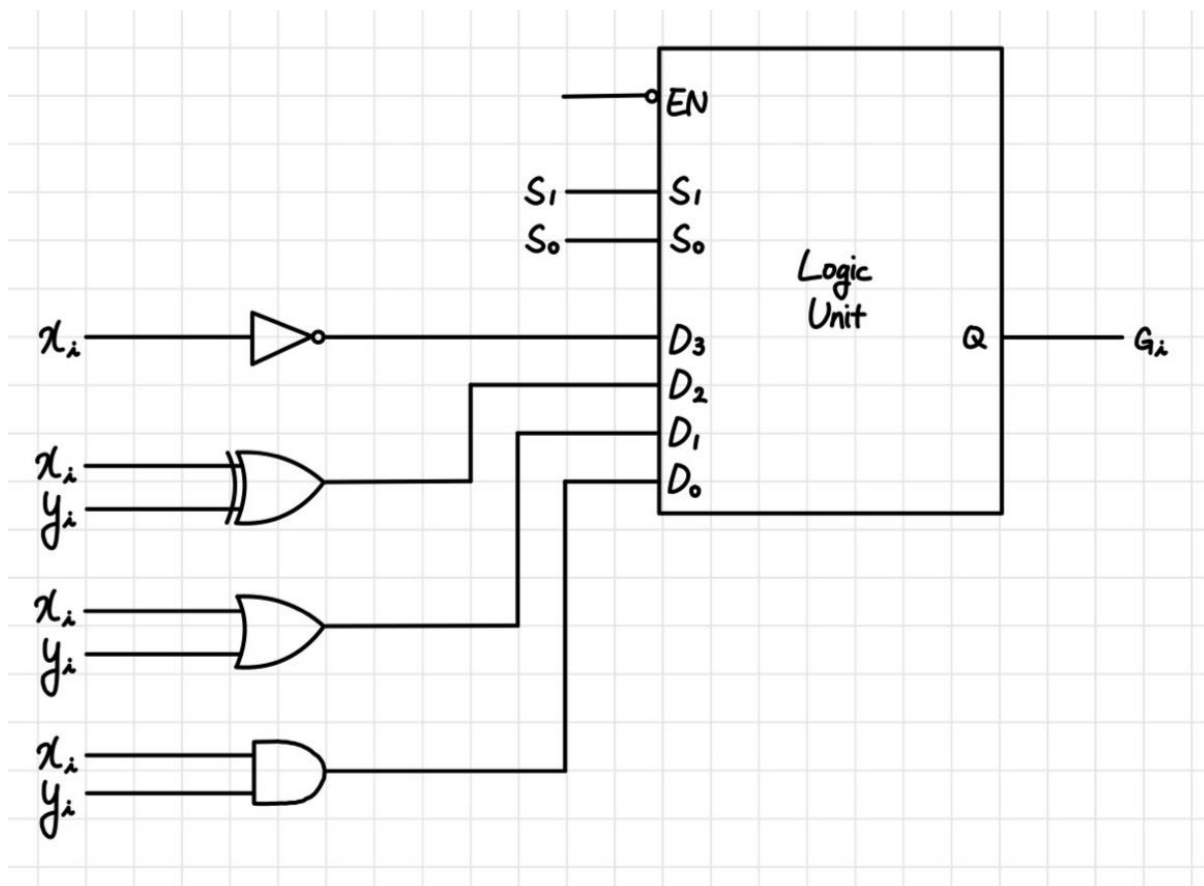 EN
S₁ S₁
S₀ S₀
Logic
Unit
xᵢ D₃ Q Gᵢ
D₂
D₁
xᵢ
D₀
yᵢ
xᵢ
yᵢ
xᵢ
yᵢ